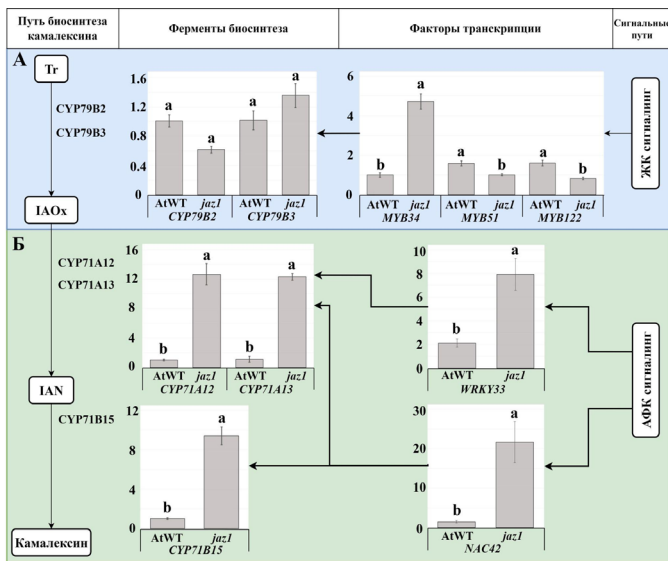 Путь биосинтеза
камалексина
Ферменты биосинтеза
Факторы транскрипции
Сигнальные
пути
А
Tr
CYP79B2
CYP79B3
IAOx
1.6
1.2
0.8
0.4
0
a
a
a
a
AtWT jaz1 AtWT jaz1
CYP79B2 CYP79B3
6
4
2
0
b
a
a
b
a
b
AtWT jaz1 AtWT jaz1 AtWT jaz1
MYB34 MYB51 MYB122
ЖК сигналинг
Б
CYP71A12
CYP71A13
IAN
CYP71B15
Камалексин
16
12
8
4
0
b
a
b
a
AtWT jaz1 AtWT jaz1
CYP71A12 CYP71A13
10
8
6
4
2
0
b
a
AtWT jaz1
WRKY33
АФК сигналинг
12
8
4
0
b
a
AtWT jaz1
CYP71B15
30
20
10
0
b
a
AtWT jaz1
NAC42